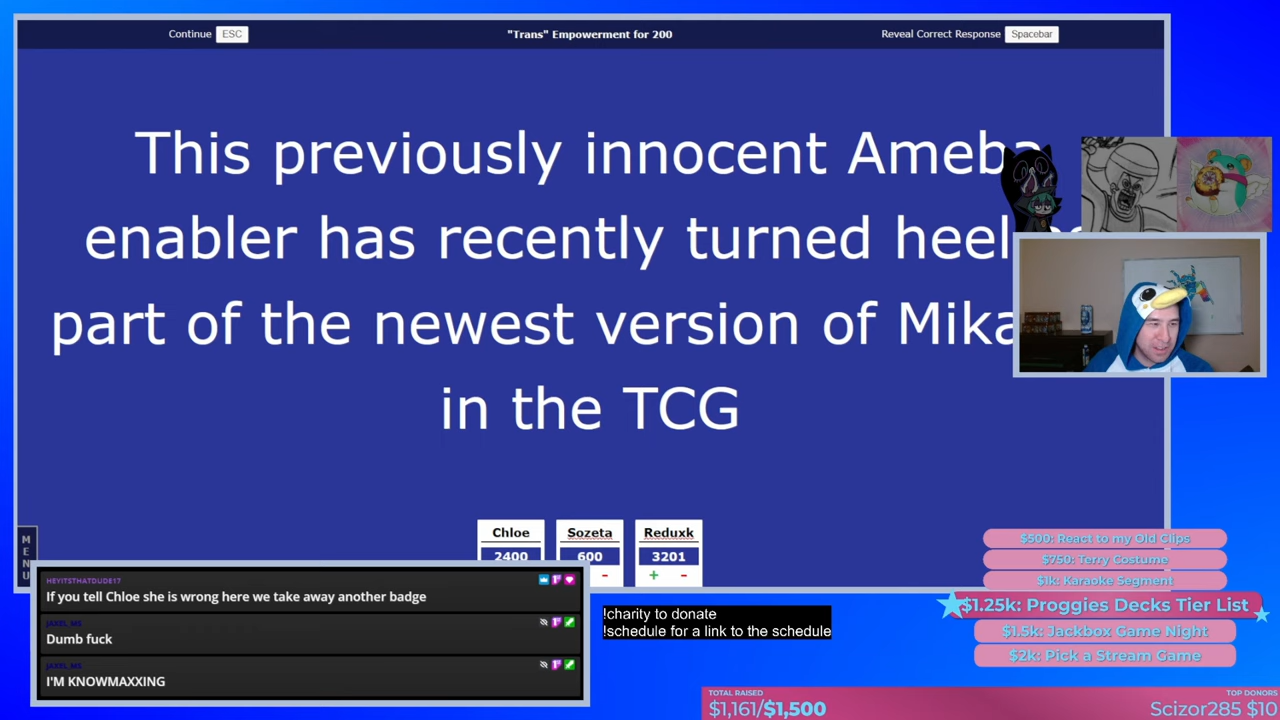 Continue ESC
"Trans" Empowerment for 200
Reveal Correct Response Spacebar
This previously innocent Ameba
enabler has recently turned heel
part of the newest version of Mika
in the TCG
MENU
Chloe
2400
Sozeta
600
-
Reduxk
3201
+ -
HEYITSTHATDUDE17
If you tell Chloe she is wrong here we take away another badge
JAXEL_MS
Dumb fuck
JAXEL_MS
I'M KNOWMAXXING
!charity to donate
!schedule for a link to the schedule
$500: React to my Old Clips
$750: Terry Costume
$1k: Karaoke Segment
$1.25k: Proggies Decks Tier List
$1.5k: Jackbox Game Night
$2k: Pick a Stream Game
TOTAL RAISED
$1,161/$1,500
TOP DONORS
Scizor285 $10